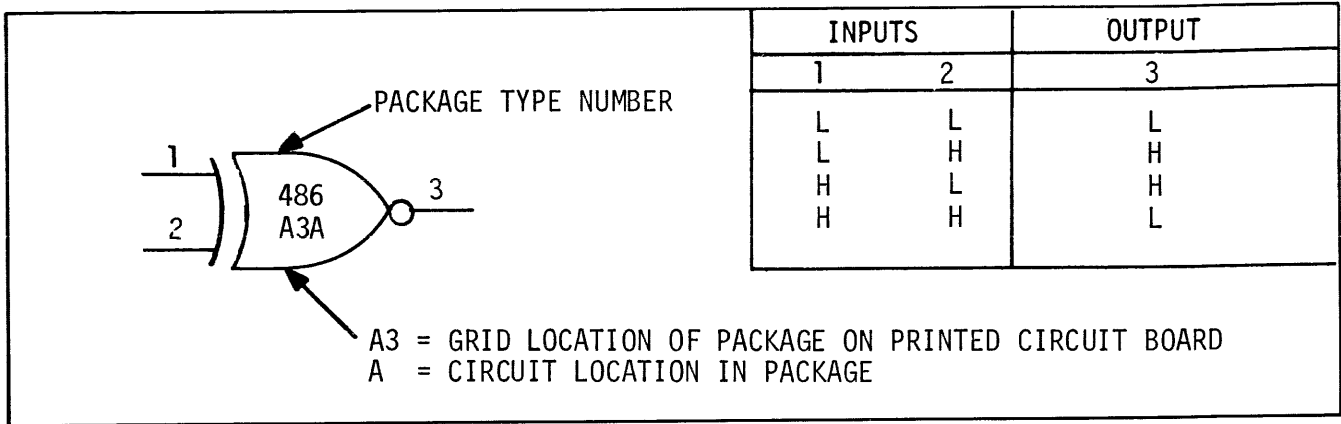 INPUTS OUTPUT
1 2 3
L L L
L H H
H L H
H H L
PACKAGE TYPE NUMBER
1
2
486
A3A
3
A3 = GRID LOCATION OF PACKAGE ON PRINTED CIRCUIT BOARD
A = CIRCUIT LOCATION IN PACKAGE